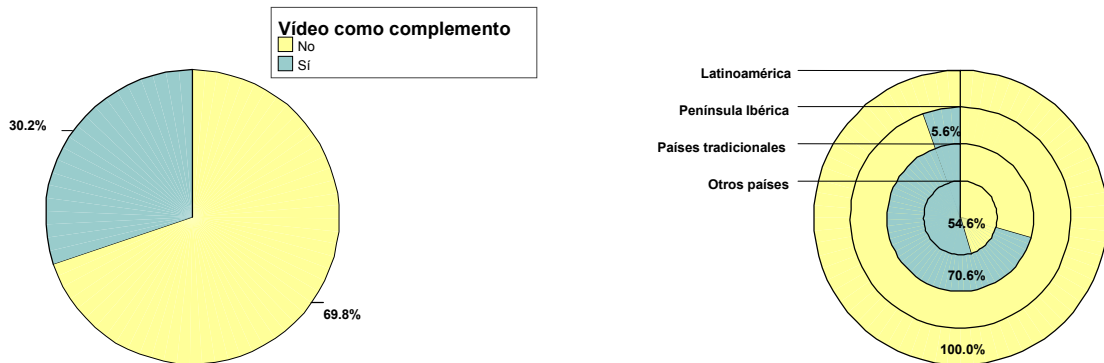 Vídeo como complemento
No
Sí
30.2%
69.8%
Latinoamérica
Península Ibérica
5.6%
Países tradicionales
Otros países
54.6%
70.6%
100.0%